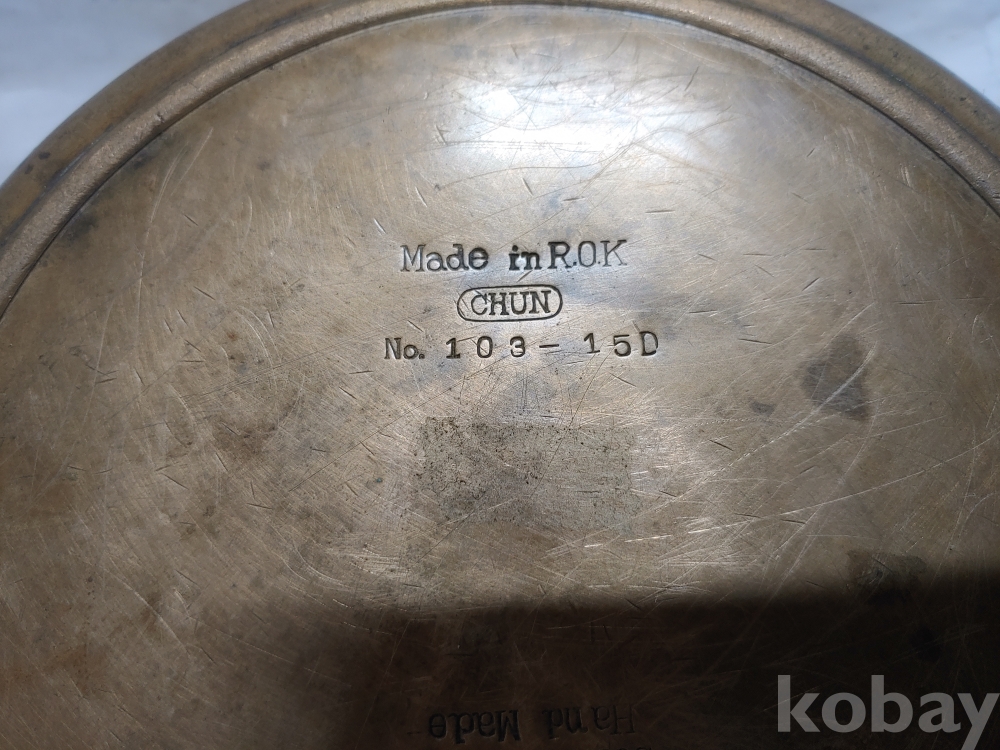 Made in R.O.K
CHUN
No. 103-15D
Hand Made
kobay